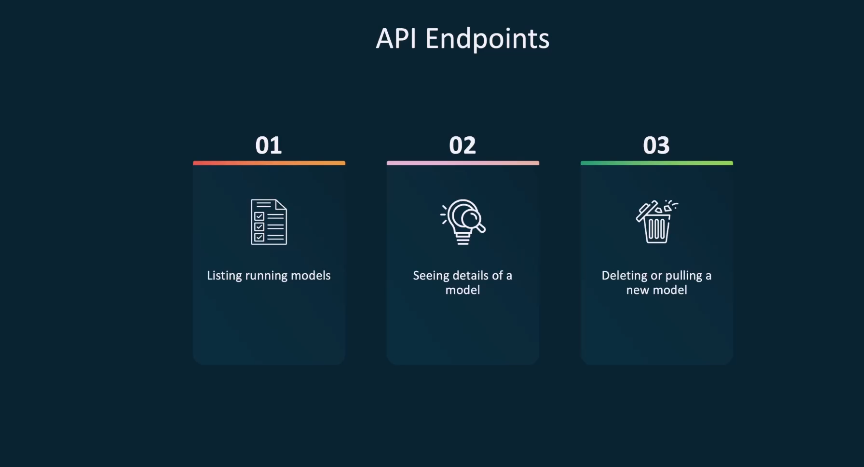 API Endpoints
01
02
03
Listing running models
Seeing details of a
model
Deleting or pulling a
new model